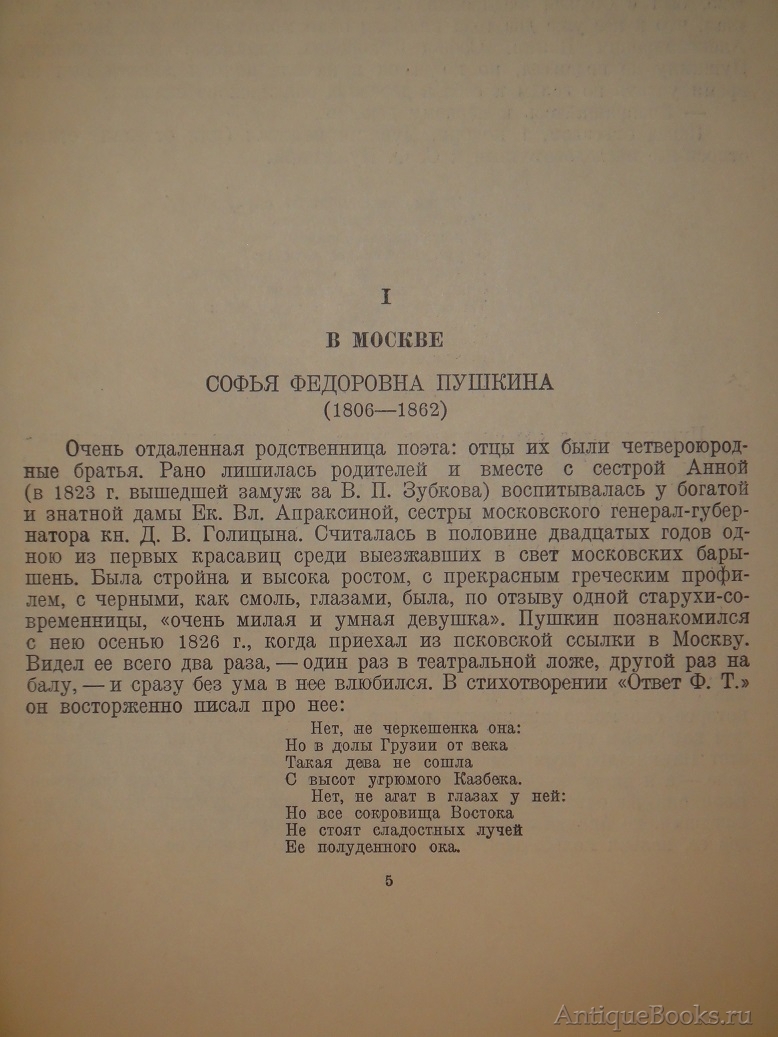 I
В МОСКВЕ
СОФЬЯ ФЕДОРОВНА ПУШКИНА
(1806—1862)
Очень отдаленная родственница поэта: отцы их были четвероюрод-
ные братья. Рано лишилась родителей и вместе с сестрой Анной
(в 1823 г. вышедшей замуж за В. П. Зубкова) воспитывалась у богатой
и знатной дамы Ек. Вл. Апраксиной, сестры московского генерал-губер-
натора кн. Д. В. Голицына. Считалась в половине двадцатых годов од-
ною из первых красавиц среди выезжавших в свет московских бары-
шень. Была стройна и высока ростом, с прекрасным греческим профи-
лем, с черными, как смоль, глазами, была, по отзыву одной старухи-со-
временницы, «очень милая и умная девушка». Пушкин познакомился
с нею осенью 1826 г., когда приехал из псковской ссылки в Москву.
Видел ее всего два раза, — один раз в театральной ложе, другой раз на
балу, — и сразу без ума в нее влюбился. В стихотворении «Ответ Ф. Т.»
он восторженно писал про нее:
Нет, не черкешенка она:
Но в долы Грузии от века
Такая дева не сошла
С высот угрюмого Казбека.
Нет, не агат в глазах у ней:
Но все сокровища Востока
Не стоят сладостных лучей
Ее полуденного ока.
5
AntiqueBooks.ru